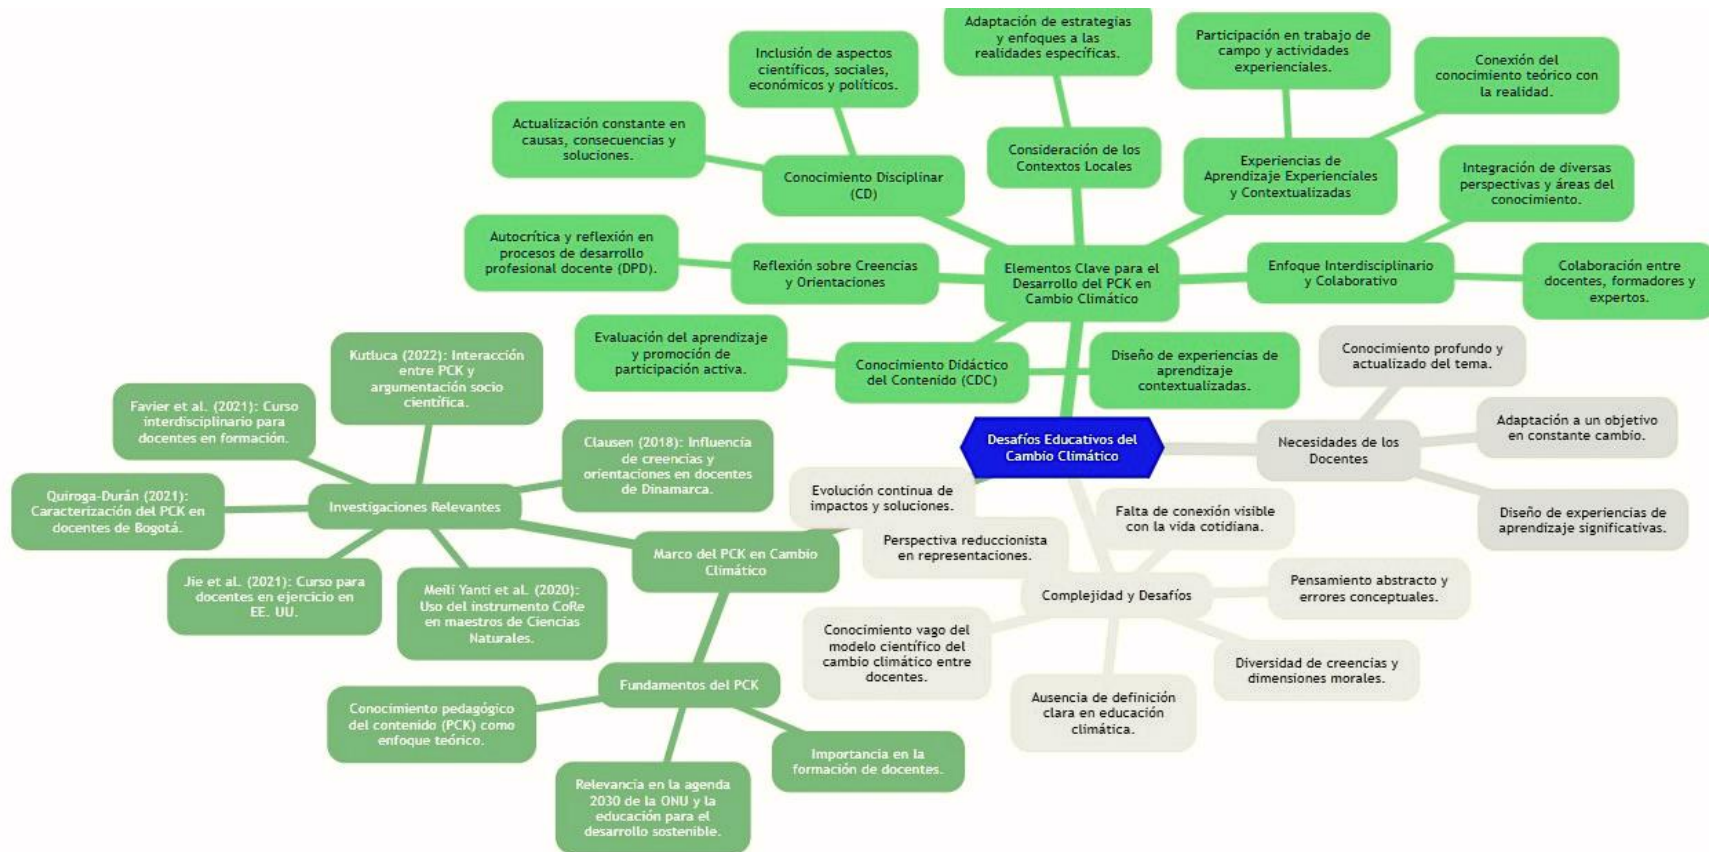 Adaptación de estrategias
y enfoques a las
realidades específicas.
Participación en trabajo de
campo y actividades
experienciales.
Inclusión de aspectos
científicos, sociales,
económicos y políticos.
Conexión del
conocimiento teórico con
la realidad.
Actualización constante en
causas, consecuencias y
soluciones.
Consideración de los
Contextos Locales
Experiencias de
Aprendizaje Experienciales
y Contextualizadas
Integración de diversas
perspectivas y áreas del
conocimiento.
Conocimiento Disciplinar
(CD)
Autocrítica y reflexión en
procesos de desarrollo
profesional docente (DPD).
Reflexión sobre Creencias
y Orientaciones
Elementos Clave para el
Desarrollo del PCK en
Cambio Climático
Enfoque Interdisciplinario
y Colaborativo
Colaboración entre
docentes, formadores y
expertos.
Evaluación del aprendizaje
y promoción de
participación activa.
Conocimiento Didáctico
del Contenido (CDC)
Diseño de experiencias de
aprendizaje
contextualizadas.
Conocimiento profundo y
actualizado del tema.
Kutluca (2022): Interacción
entre PCK y
argumentación socio
científica.
Favier et al. (2021): Curso
interdisciplinario para
docentes en formación.
Clausen (2018): Influencia
de creencias y
orientaciones en docentes
de Dinamarca.
Desafíos Educativos del
Cambio Climático
Necesidades de los
Docentes
Adaptación a un objetivo
en constante cambio.
Quiroga-Durán (2021):
Caracterización del PCK en
docentes de Bogotá.
Investigaciones Relevantes
Evolución continua de
impactos y soluciones.
Falta de conexión visible
con la vida cotidiana.
Diseño de experiencias de
aprendizaje significativas.
Perspectiva reduccionista
en representaciones.
Marco del PCK en Cambio
Climático
Jie et al. (2021): Curso para
docentes en ejercicio en
EE. UU.
Meili Yanti et al. (2020):
Uso del instrumento CoRe
en maestros de Ciencias
Naturales.
Complejidad y Desafíos
Pensamiento abstracto y
errores conceptuales.
Conocimiento vago del
modelo científico del
cambio climático entre
docentes.
Diversidad de creencias y
dimensiones morales.
Fundamentos del PCK
Ausencia de definición
clara en educación
climática.
Conocimiento pedagógico
del contenido (PCK) como
enfoque teórico.
Importancia en la
formación de docentes.
Relevancia en la agenda
2030 de la ONU y la
educación para el
desarrollo sostenible.